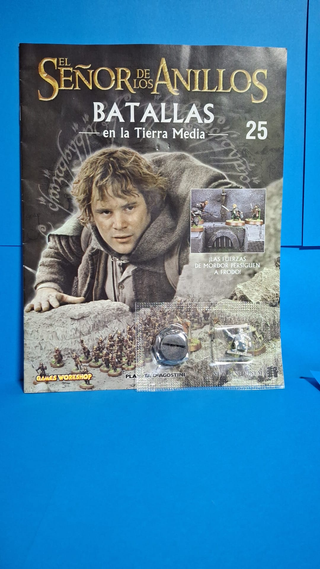 EL
SEÑOR DE LOS ANILLOS
BATALLAS
en la Tierra Media
25
¡LAS FUERZAS
DE MORDOR PERSIGUEN
A FRODO!
GAMES WORKSHOP